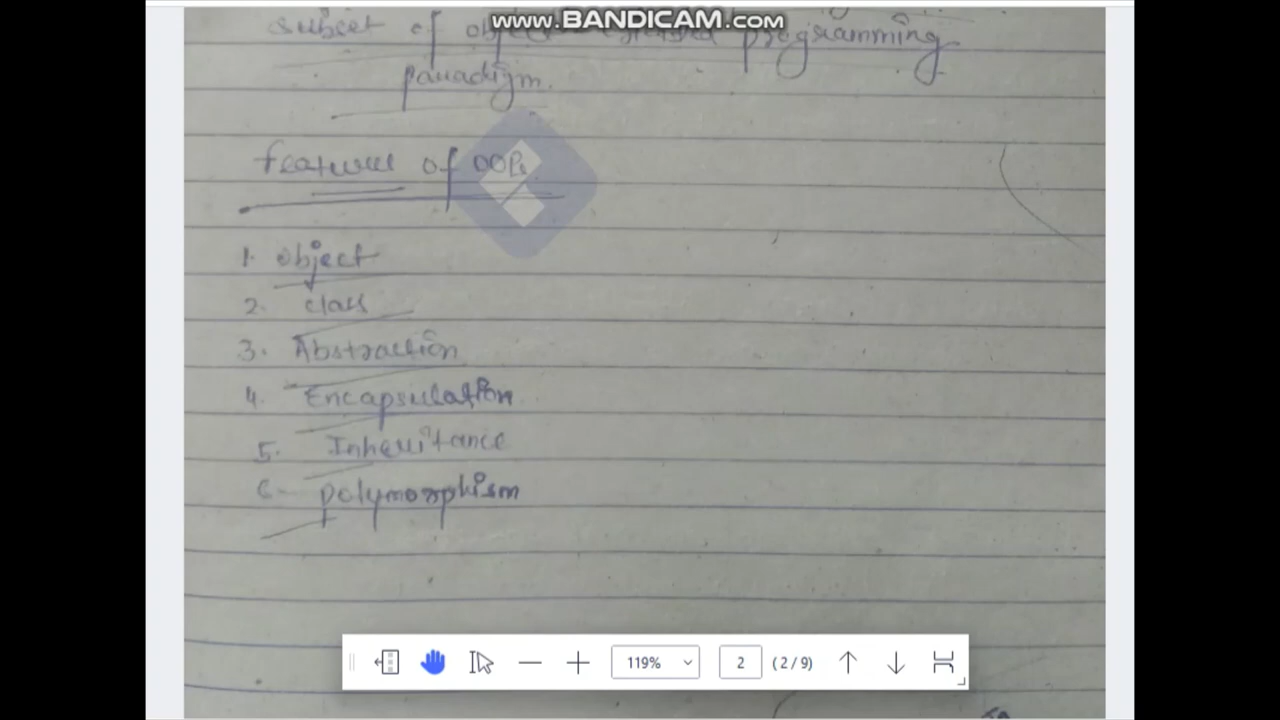 www.BANDICAM.com
subset of object oriented programming
paradigm.
features of OOPs
1. object
2. class
3. Abstraction
4. Encapsulation
5. Inheritance
6. polymorphism
119%
2
(2 / 9)